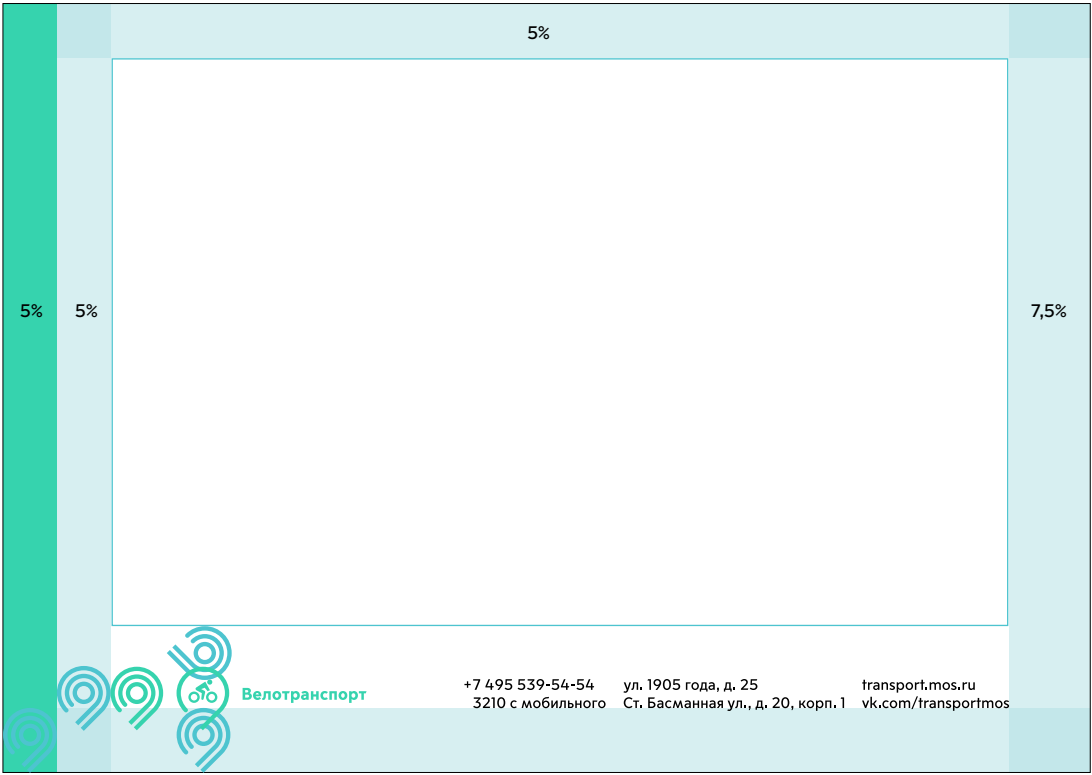 5%
5%
5%
7,5%
Велотранспорт
+7 495 539-54-54
3210 с мобильного
ул. 1905 года, д. 25
Ст. Басманная ул., д. 20, корп. 1
transport.mos.ru
vk.com/transportmos